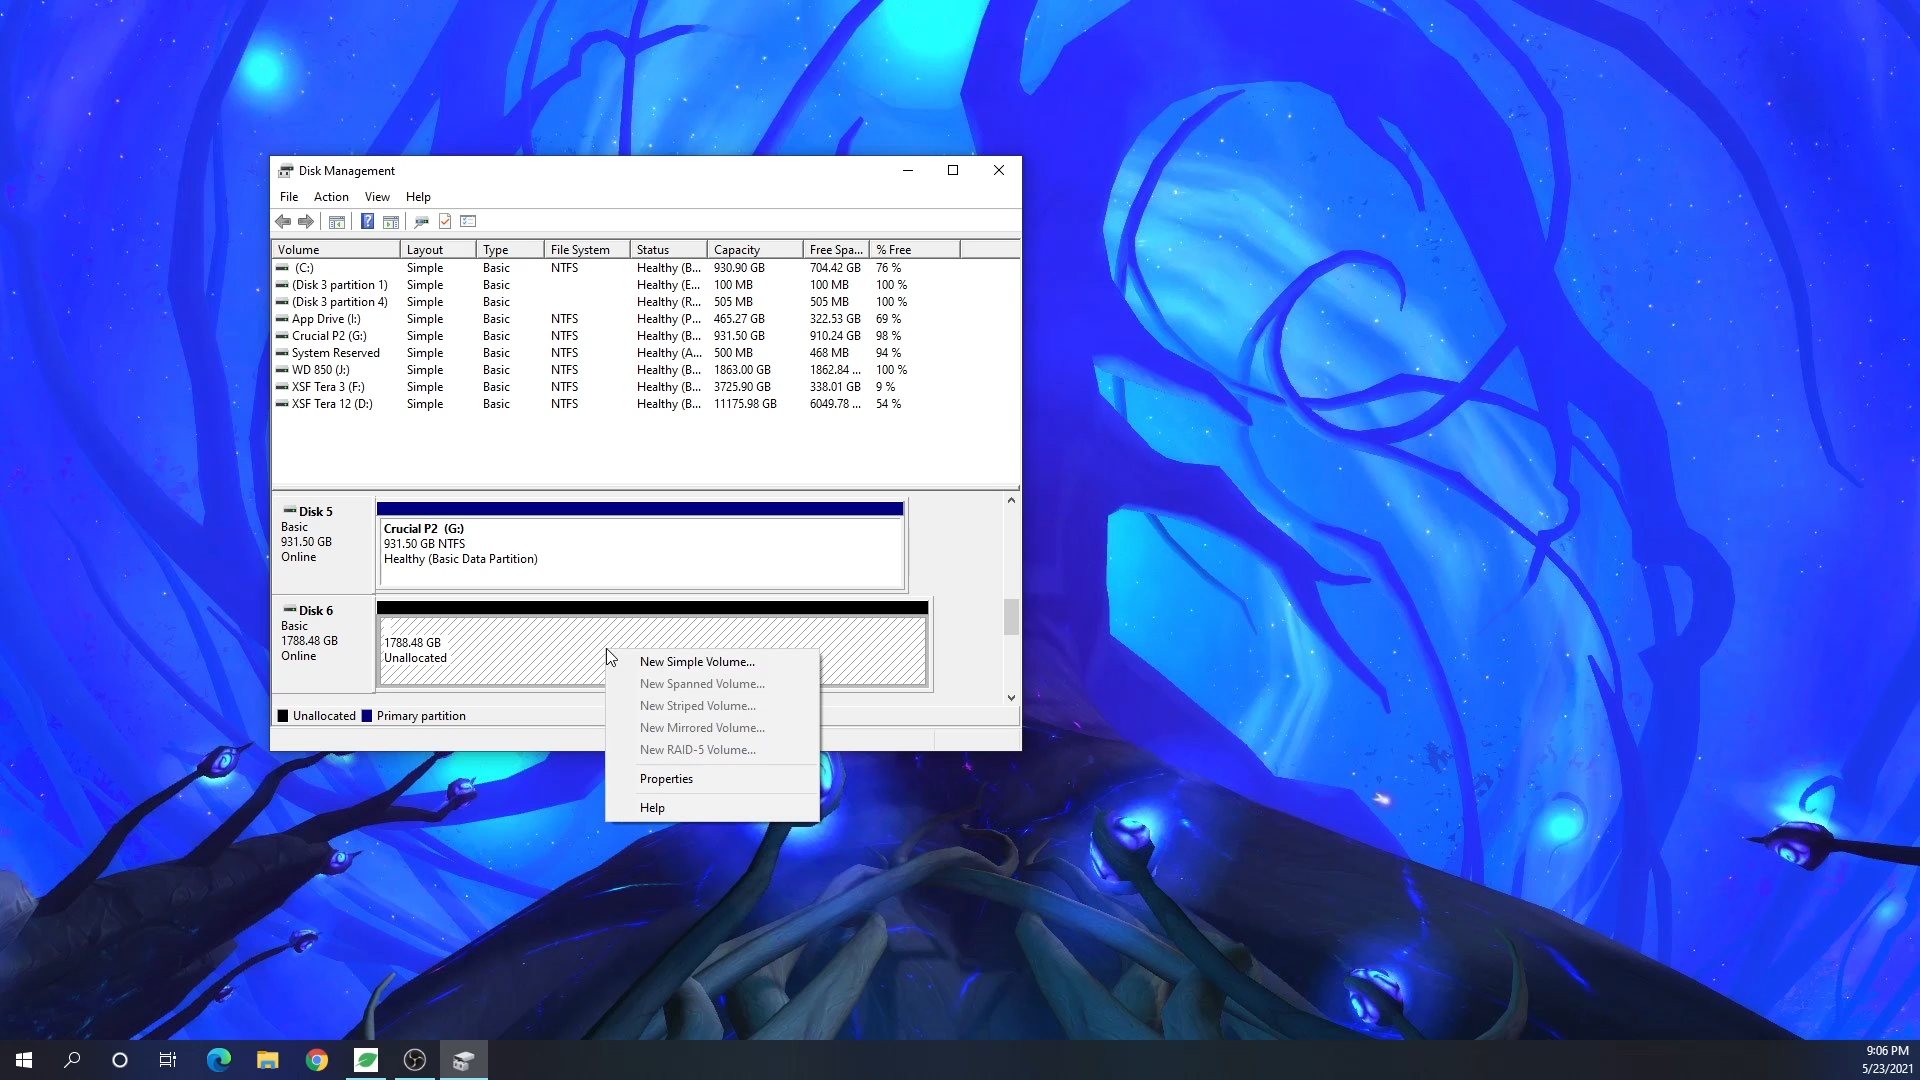 Disk Management
File Action View Help
Volume Layout Type File System Status Capacity Free Spa... % Free
(C:) Simple Basic NTFS Healthy (B... 930.90 GB 704.42 GB 76 %
(Disk 3 partition 1) Simple Basic Healthy (E... 100 MB 100 MB 100 %
(Disk 3 partition 4) Simple Basic Healthy (R... 505 MB 505 MB 100 %
App Drive (I:) Simple Basic NTFS Healthy (P... 465.27 GB 322.53 GB 69 %
Crucial P2 (G:) Simple Basic NTFS Healthy (B... 931.50 GB 910.24 GB 98 %
System Reserved Simple Basic NTFS Healthy (A... 500 MB 468 MB 94 %
WD 850 (J:) Simple Basic NTFS Healthy (B... 1863.00 GB 1862.84 ... 100 %
XSF Tera 3 (F:) Simple Basic NTFS Healthy (B... 3725.90 GB 338.01 GB 9 %
XSF Tera 12 (D:) Simple Basic NTFS Healthy (B... 11175.98 GB 6049.78 ... 54 %
Disk 5
Basic
931.50 GB
Online
Crucial P2 (G:)
931.50 GB NTFS
Healthy (Basic Data Partition)
Disk 6
Basic
1788.48 GB
Online
1788.48 GB
Unallocated
New Simple Volume...
New Spanned Volume...
New Striped Volume...
New Mirrored Volume...
New RAID-5 Volume...
Properties
Help
Unallocated Primary partition
9:06 PM
5/23/2021